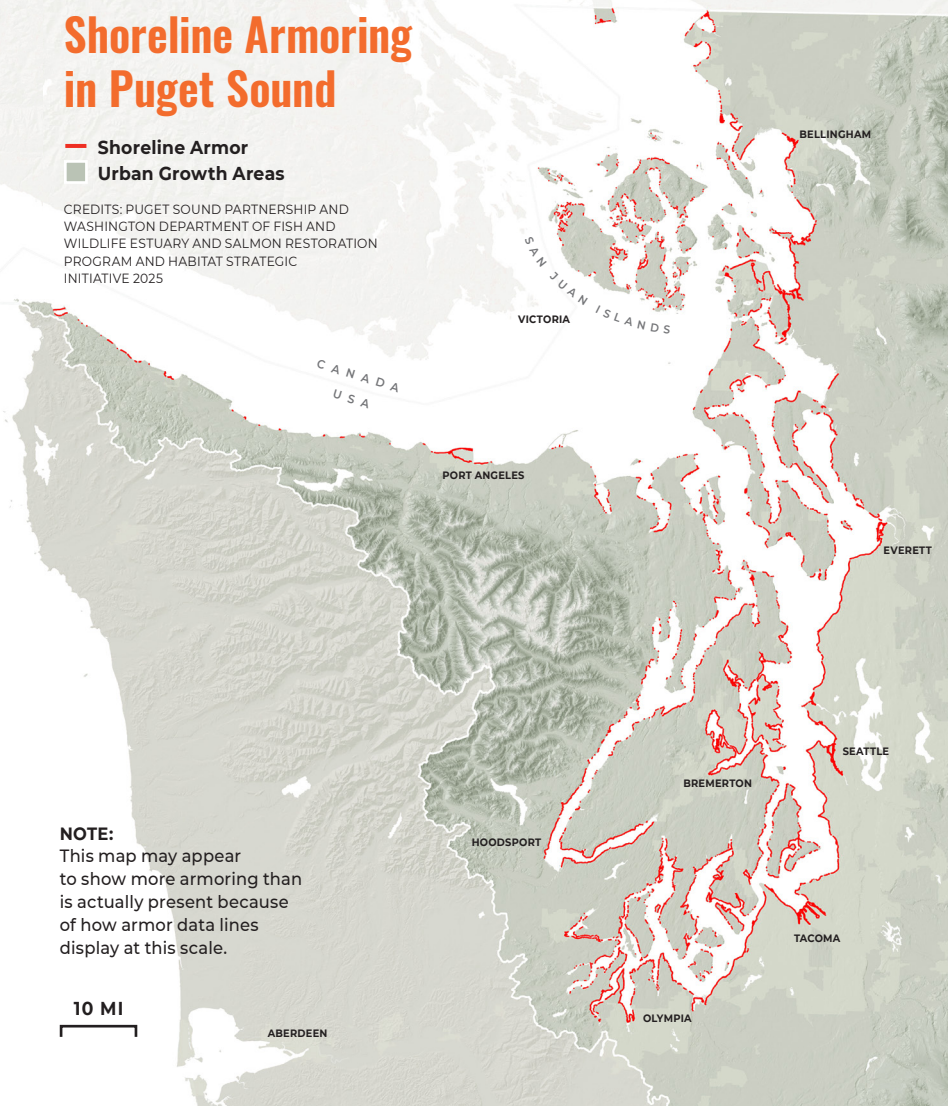 Shoreline Armoring
in Puget Sound
Shoreline Armor
Urban Growth Areas
CREDITS: PUGET SOUND PARTNERSHIP AND
WASHINGTON DEPARTMENT OF FISH AND
WILDLIFE ESTUARY AND SALMON RESTORATION
PROGRAM AND HABITAT STRATEGIC
INITIATIVE 2025
BELLINGHAM
SAN JUAN ISLANDS
VICTORIA
CANADA
USA
PORT ANGELES
EVERETT
SEATTLE
BREMERTON
HOODSPORT
TACOMA
OLYMPIA
NOTE:
This map may appear
to show more armoring than
is actually present because
of how armor data lines
display at this scale.
10 MI
ABERDEEN